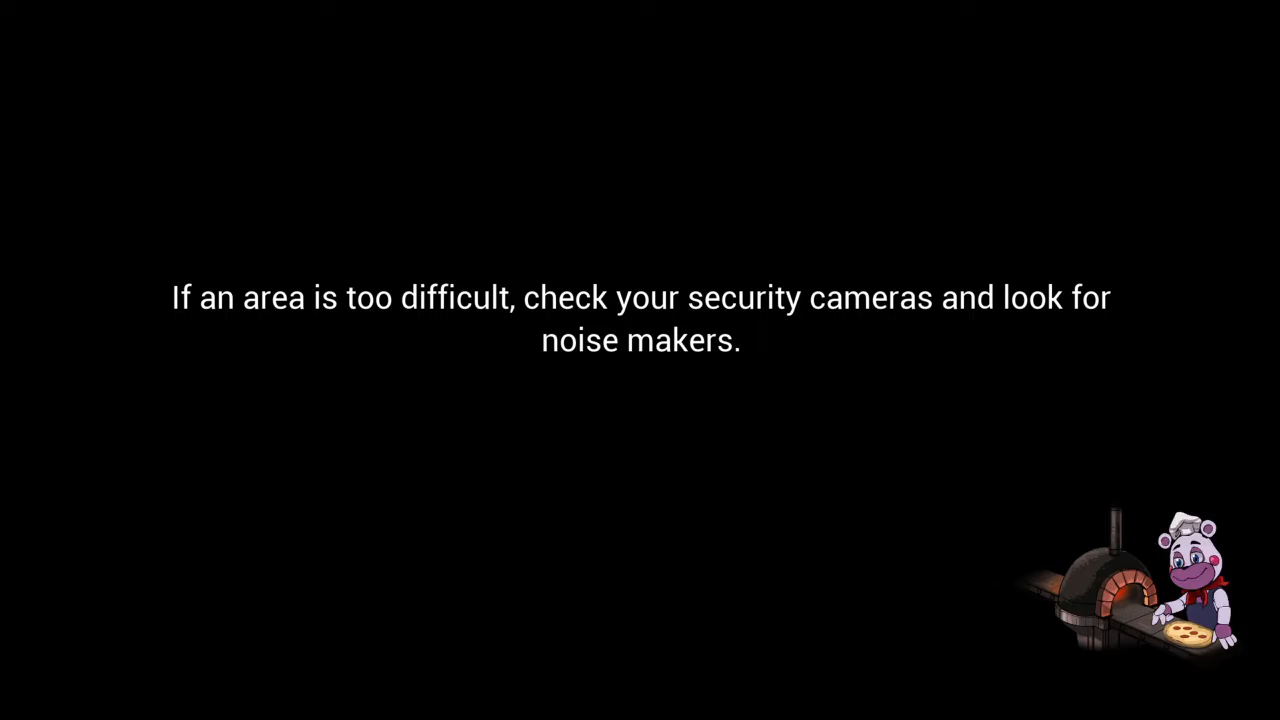 If an area is too difficult, check your security cameras and look for
noise makers.